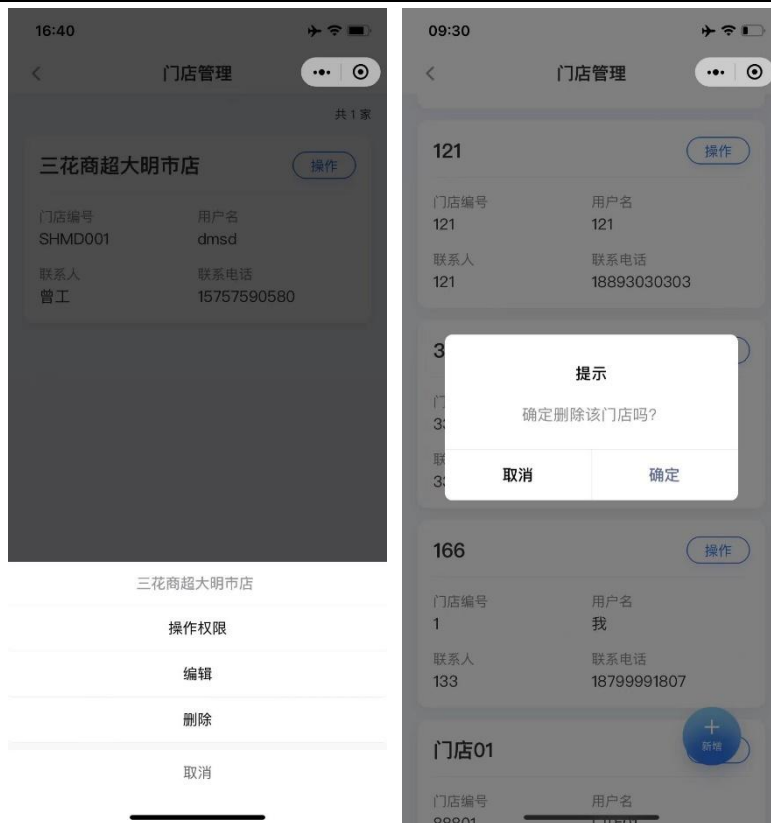 16:40
门店管理
共1家
三花商超大明市店
操作
门店编号 用户名
SHMD001 dmsd
联系人 联系电话
曾工 15757590580
三花商超大明市店
操作权限
编辑
删除
取消
09:30
门店管理
121
操作
门店编号 用户名
121 121
联系人 联系电话
121 18893030303
提示
确定删除该门店吗?
取消 确定
166
操作
门店编号 用户名
1 我
联系人 联系电话
133 18799991807
门店01
新增
门店编号 用户名